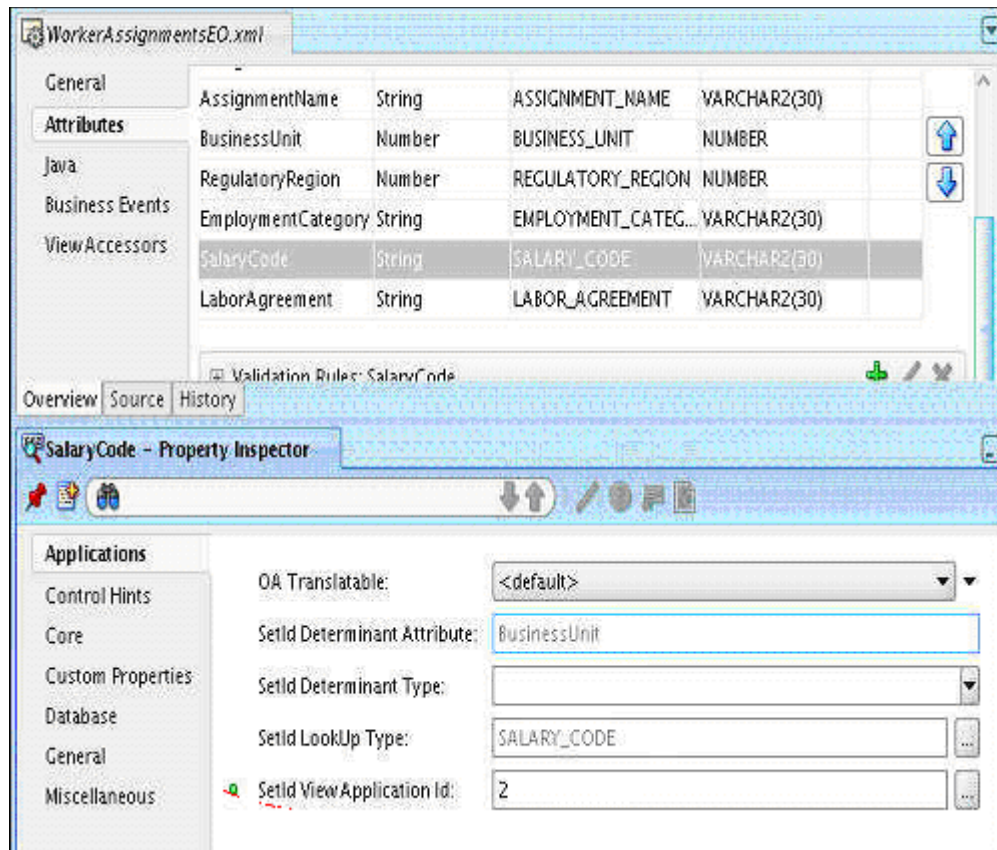 WorkerAssignmentsEO.xml
General
Attributes
Java
Business Events
View Accessors
AssignmentName String ASSIGNMENT_NAME VARCHAR2(30)
BusinessUnit Number BUSINESS_UNIT NUMBER
RegulatoryRegion Number REGULATORY_REGION NUMBER
EmploymentCategory String EMPLOYMENT_CATEG... VARCHAR2(30)
SalaryCode String SALARY_CODE VARCHAR2(30)
LaborAgreement String LABOR_AGREEMENT VARCHAR2(30)
Validation Rules: SalaryCode
Overview Source History
SalaryCode - Property Inspector
Applications
Control Hints
Core
Custom Properties
Database
General
Miscellaneous
OA Translatable: <default>
SetId Determinant Attribute: BusinessUnit
SetId Determinant Type:
SetId LookUp Type: SALARY_CODE ...
SetId View Application Id: 2 ...